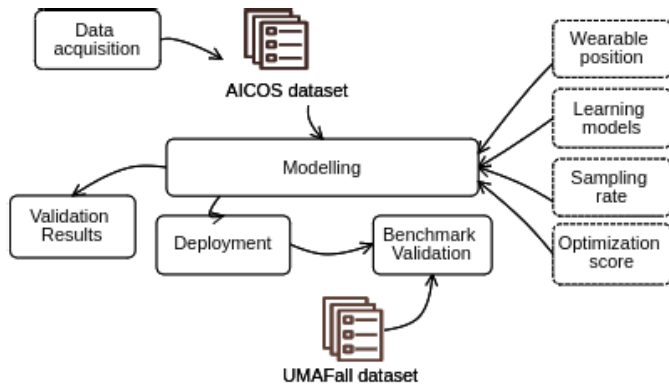 Data
acquisition
AICOS dataset
Wearable
position
Learning
models
Modelling
Sampling
rate
Validation
Results
Deployment
Benchmark
Validation
Optimization
score
UMAFall dataset